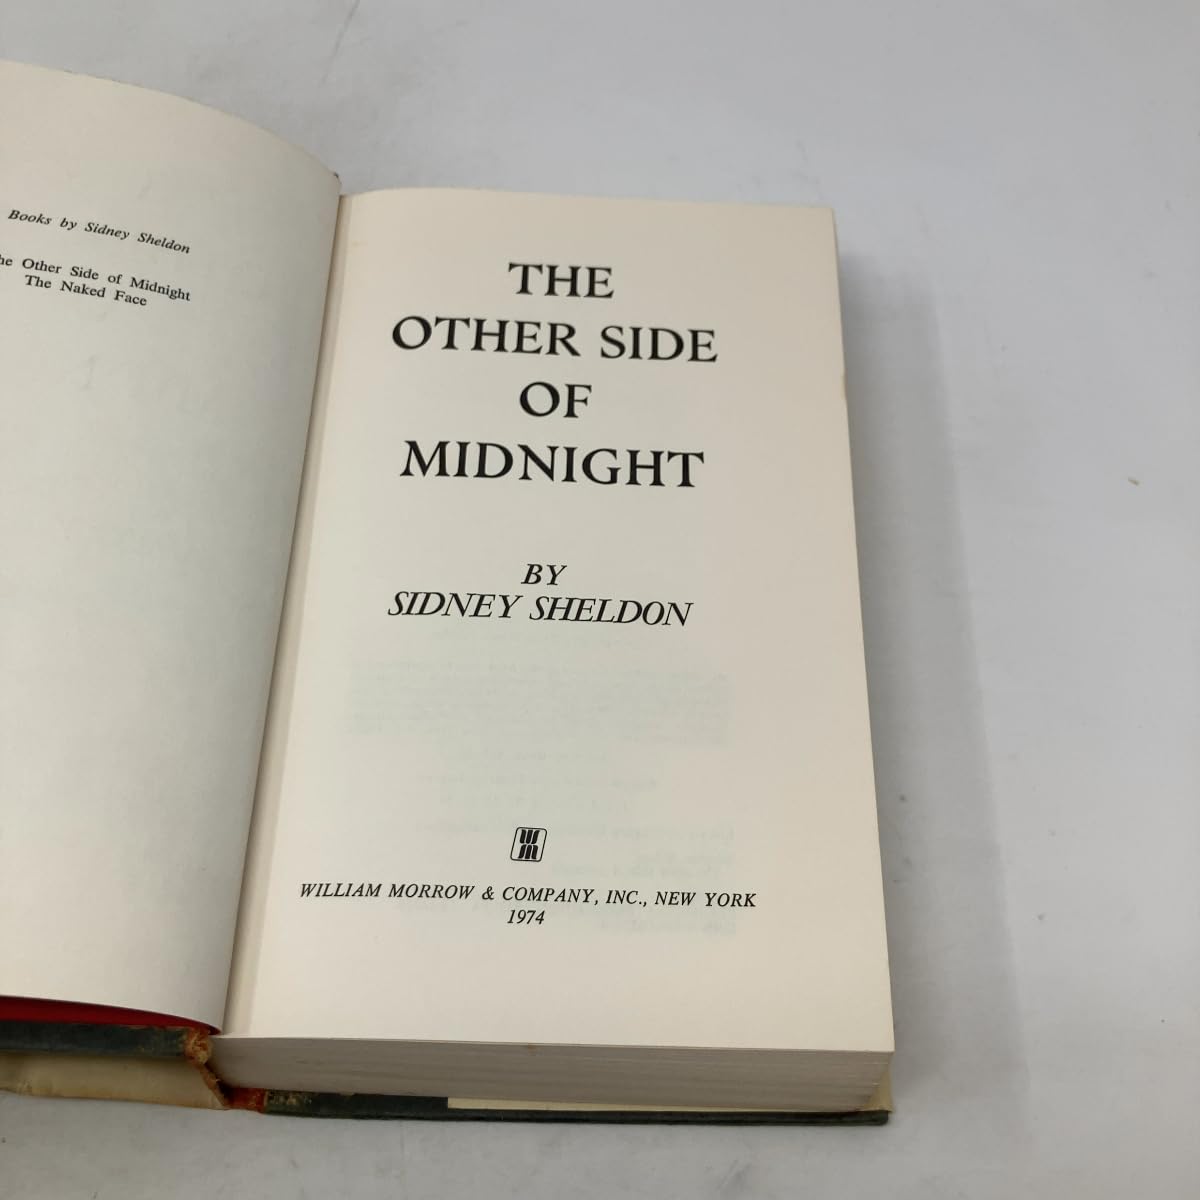 Books by Sidney Sheldon
he Other Side of Midnight
The Naked Face
THE
OTHER SIDE
OF
MIDNIGHT
BY
SIDNEY SHELDON
WM
WILLIAM MORROW & COMPANY, INC., NEW YORK
1974